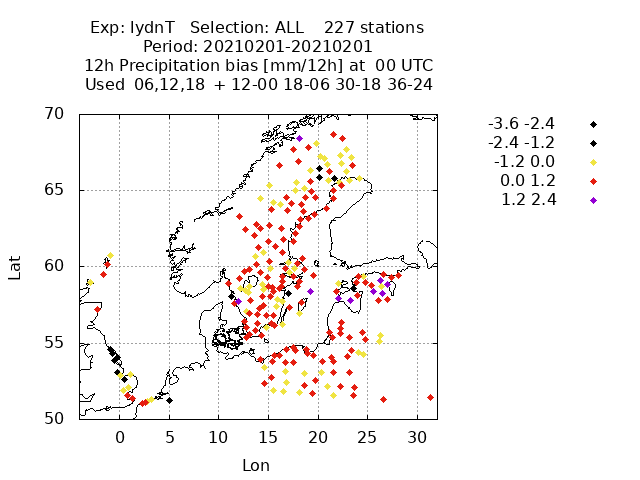 Exp: IydnT Selection: ALL 227 stations
Period: 20210201-20210201
12h Precipitation bias [mm/12h] at 00 UTC
Used 06,12,18 + 12-00 18-06 30-18 36-24
70
65
60
55
50
Lat
0 5 10 15 20 25 30
Lon
-3.6 -2.4
-2.4 -1.2
-1.2 0.0
0.0 1.2
1.2 2.4